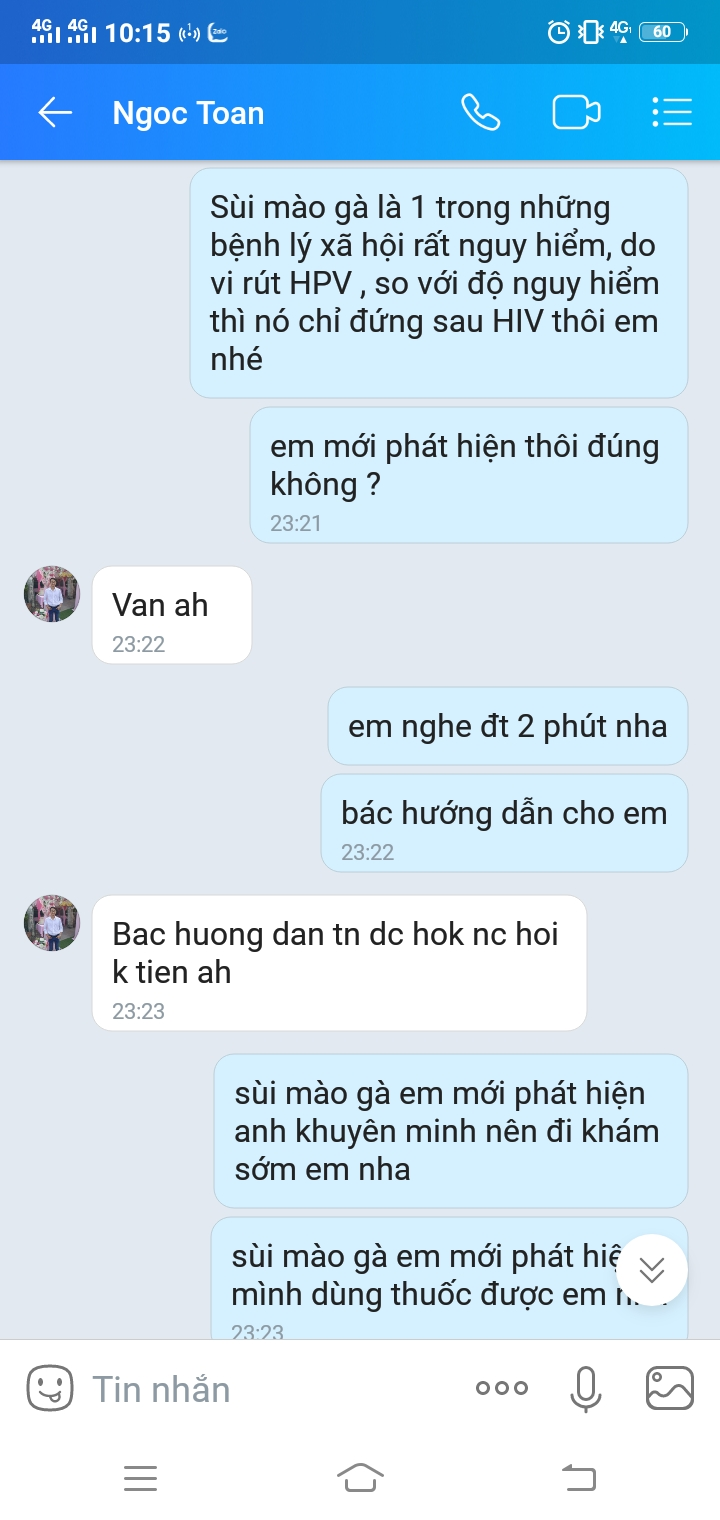 4G 4G 10:15 Zalo 4G 60
Ngoc Toan
Sùi mào gà là 1 trong những
bệnh lý xã hội rất nguy hiểm, do
vi rút HPV , so với độ nguy hiểm
thì nó chỉ đứng sau HIV thôi em
nhé
em mới phát hiện thôi đúng
không ?
23:21
Van ah
23:22
em nghe đt 2 phút nha
bác hướng dẫn cho em
23:22
Bac huong dan tn dc hok nc hoi
k tien ah
23:23
sùi mào gà em mới phát hiện
anh khuyên minh nên đi khám
sớm em nha
sùi mào gà em mới phát
mình dùng thuốc được em
23:23
Tin nhắn